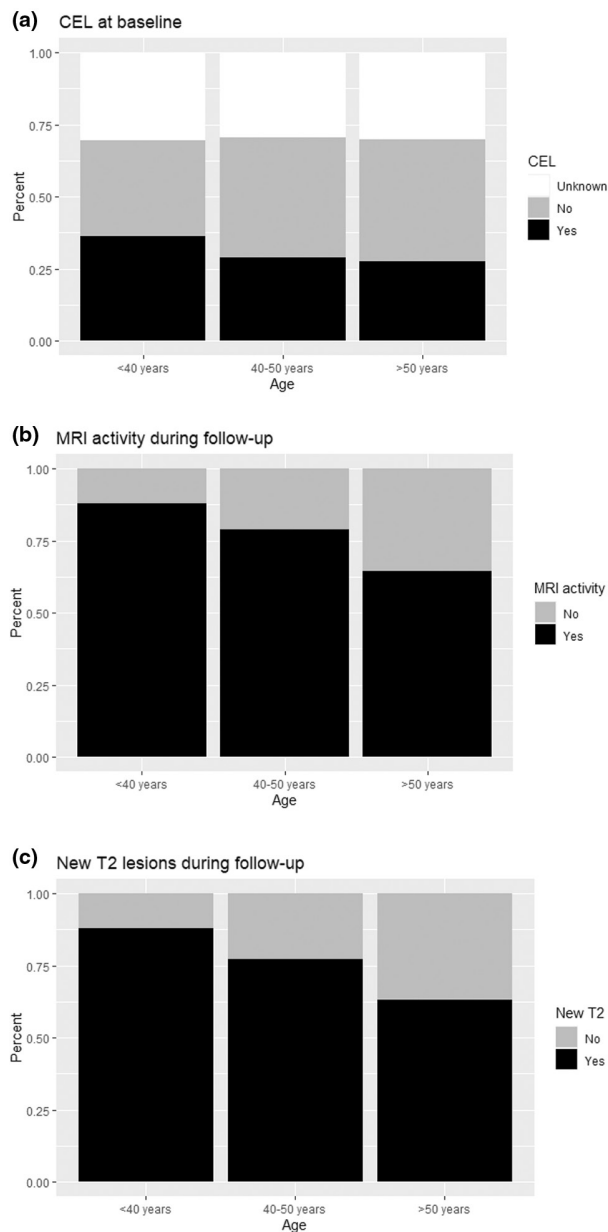 (a) CEL at baseline
1.00
0.75
0.50
0.25
0.00
Percent
<40 years 40-50 years >50 years
Age
CEL
Unknown
No
Yes
(b) MRI activity during follow-up
1.00
0.75
0.50
0.25
0.00
Percent
<40 years 40-50 years >50 years
Age
MRI activity
No
Yes
(c) New T2 lesions during follow-up
1.00
0.75
0.50
0.25
0.00
Percent
<40 years 40-50 years >50 years
Age
New T2
No
Yes